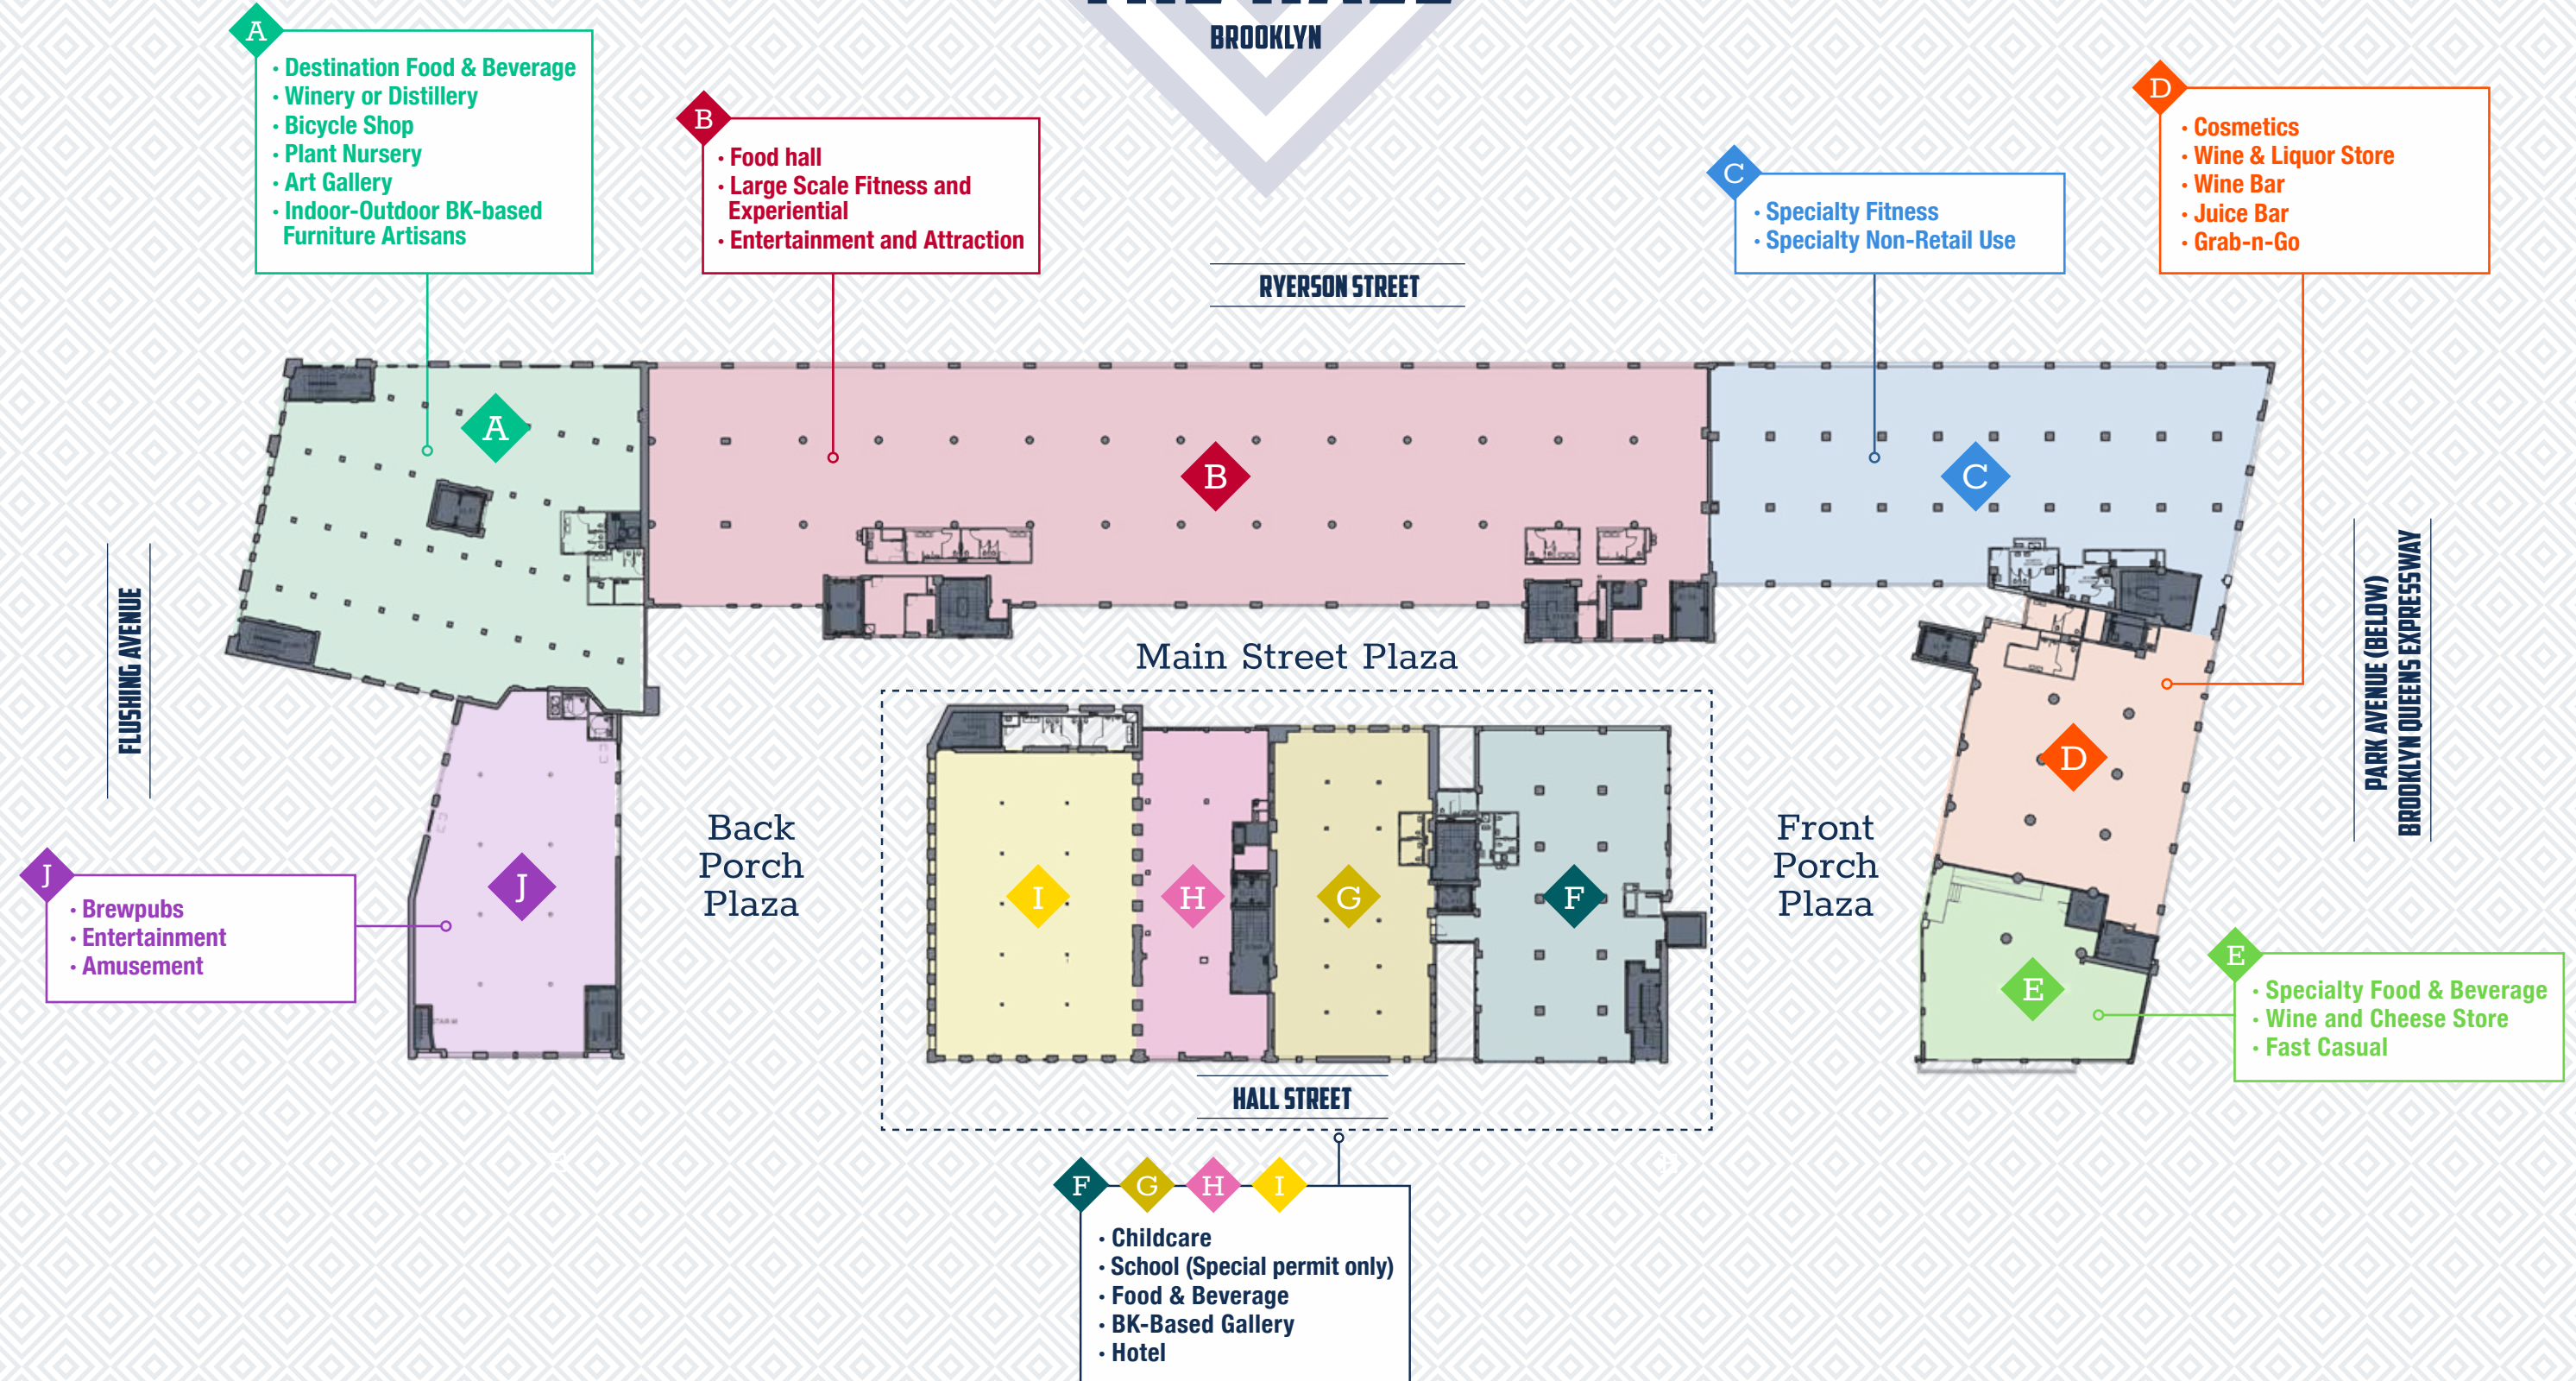 BROOKLYN
A
· Destination Food & Beverage
· Winery or Distillery
· Bicycle Shop
· Plant Nursery
· Art Gallery
· Indoor-Outdoor BK-based
Furniture Artisans
B
· Food hall
· Large Scale Fitness and
Experiential
· Entertainment and Attraction
C
· Specialty Fitness
· Specialty Non-Retail Use
D
· Cosmetics
· Wine & Liquor Store
· Wine Bar
· Juice Bar
· Grab-n-Go
RYERSON STREET
A
B
C
FLUSHING AVENUE
PARK AVENUE (BELOW)
BROOKLYN QUEENS EXPRESSWAY
Main Street Plaza
D
Back
Porch
Plaza
Front
Porch
Plaza
J
I
H
G
F
E
J
· Brewpubs
· Entertainment
· Amusement
E
· Specialty Food & Beverage
· Wine and Cheese Store
· Fast Casual
STAIR M
HALL STREET
F G H I
· Childcare
· School (Special permit only)
· Food & Beverage
· BK-Based Gallery
· Hotel